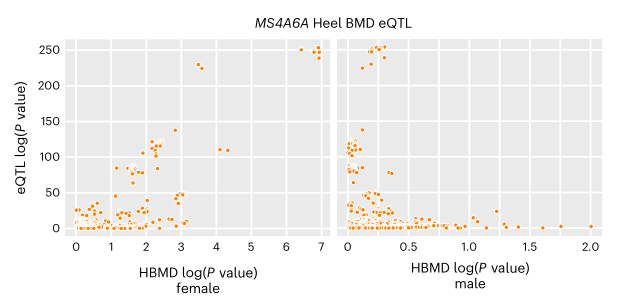 MS4A6A Heel BMD eQTL
eQTL log(P value)
250
200
150
100
50
0
0 1 2 3 4 5 6 7
0 0.5 1.0 1.5 2.0
HBMD log(P value)
female
HBMD log(P value)
male